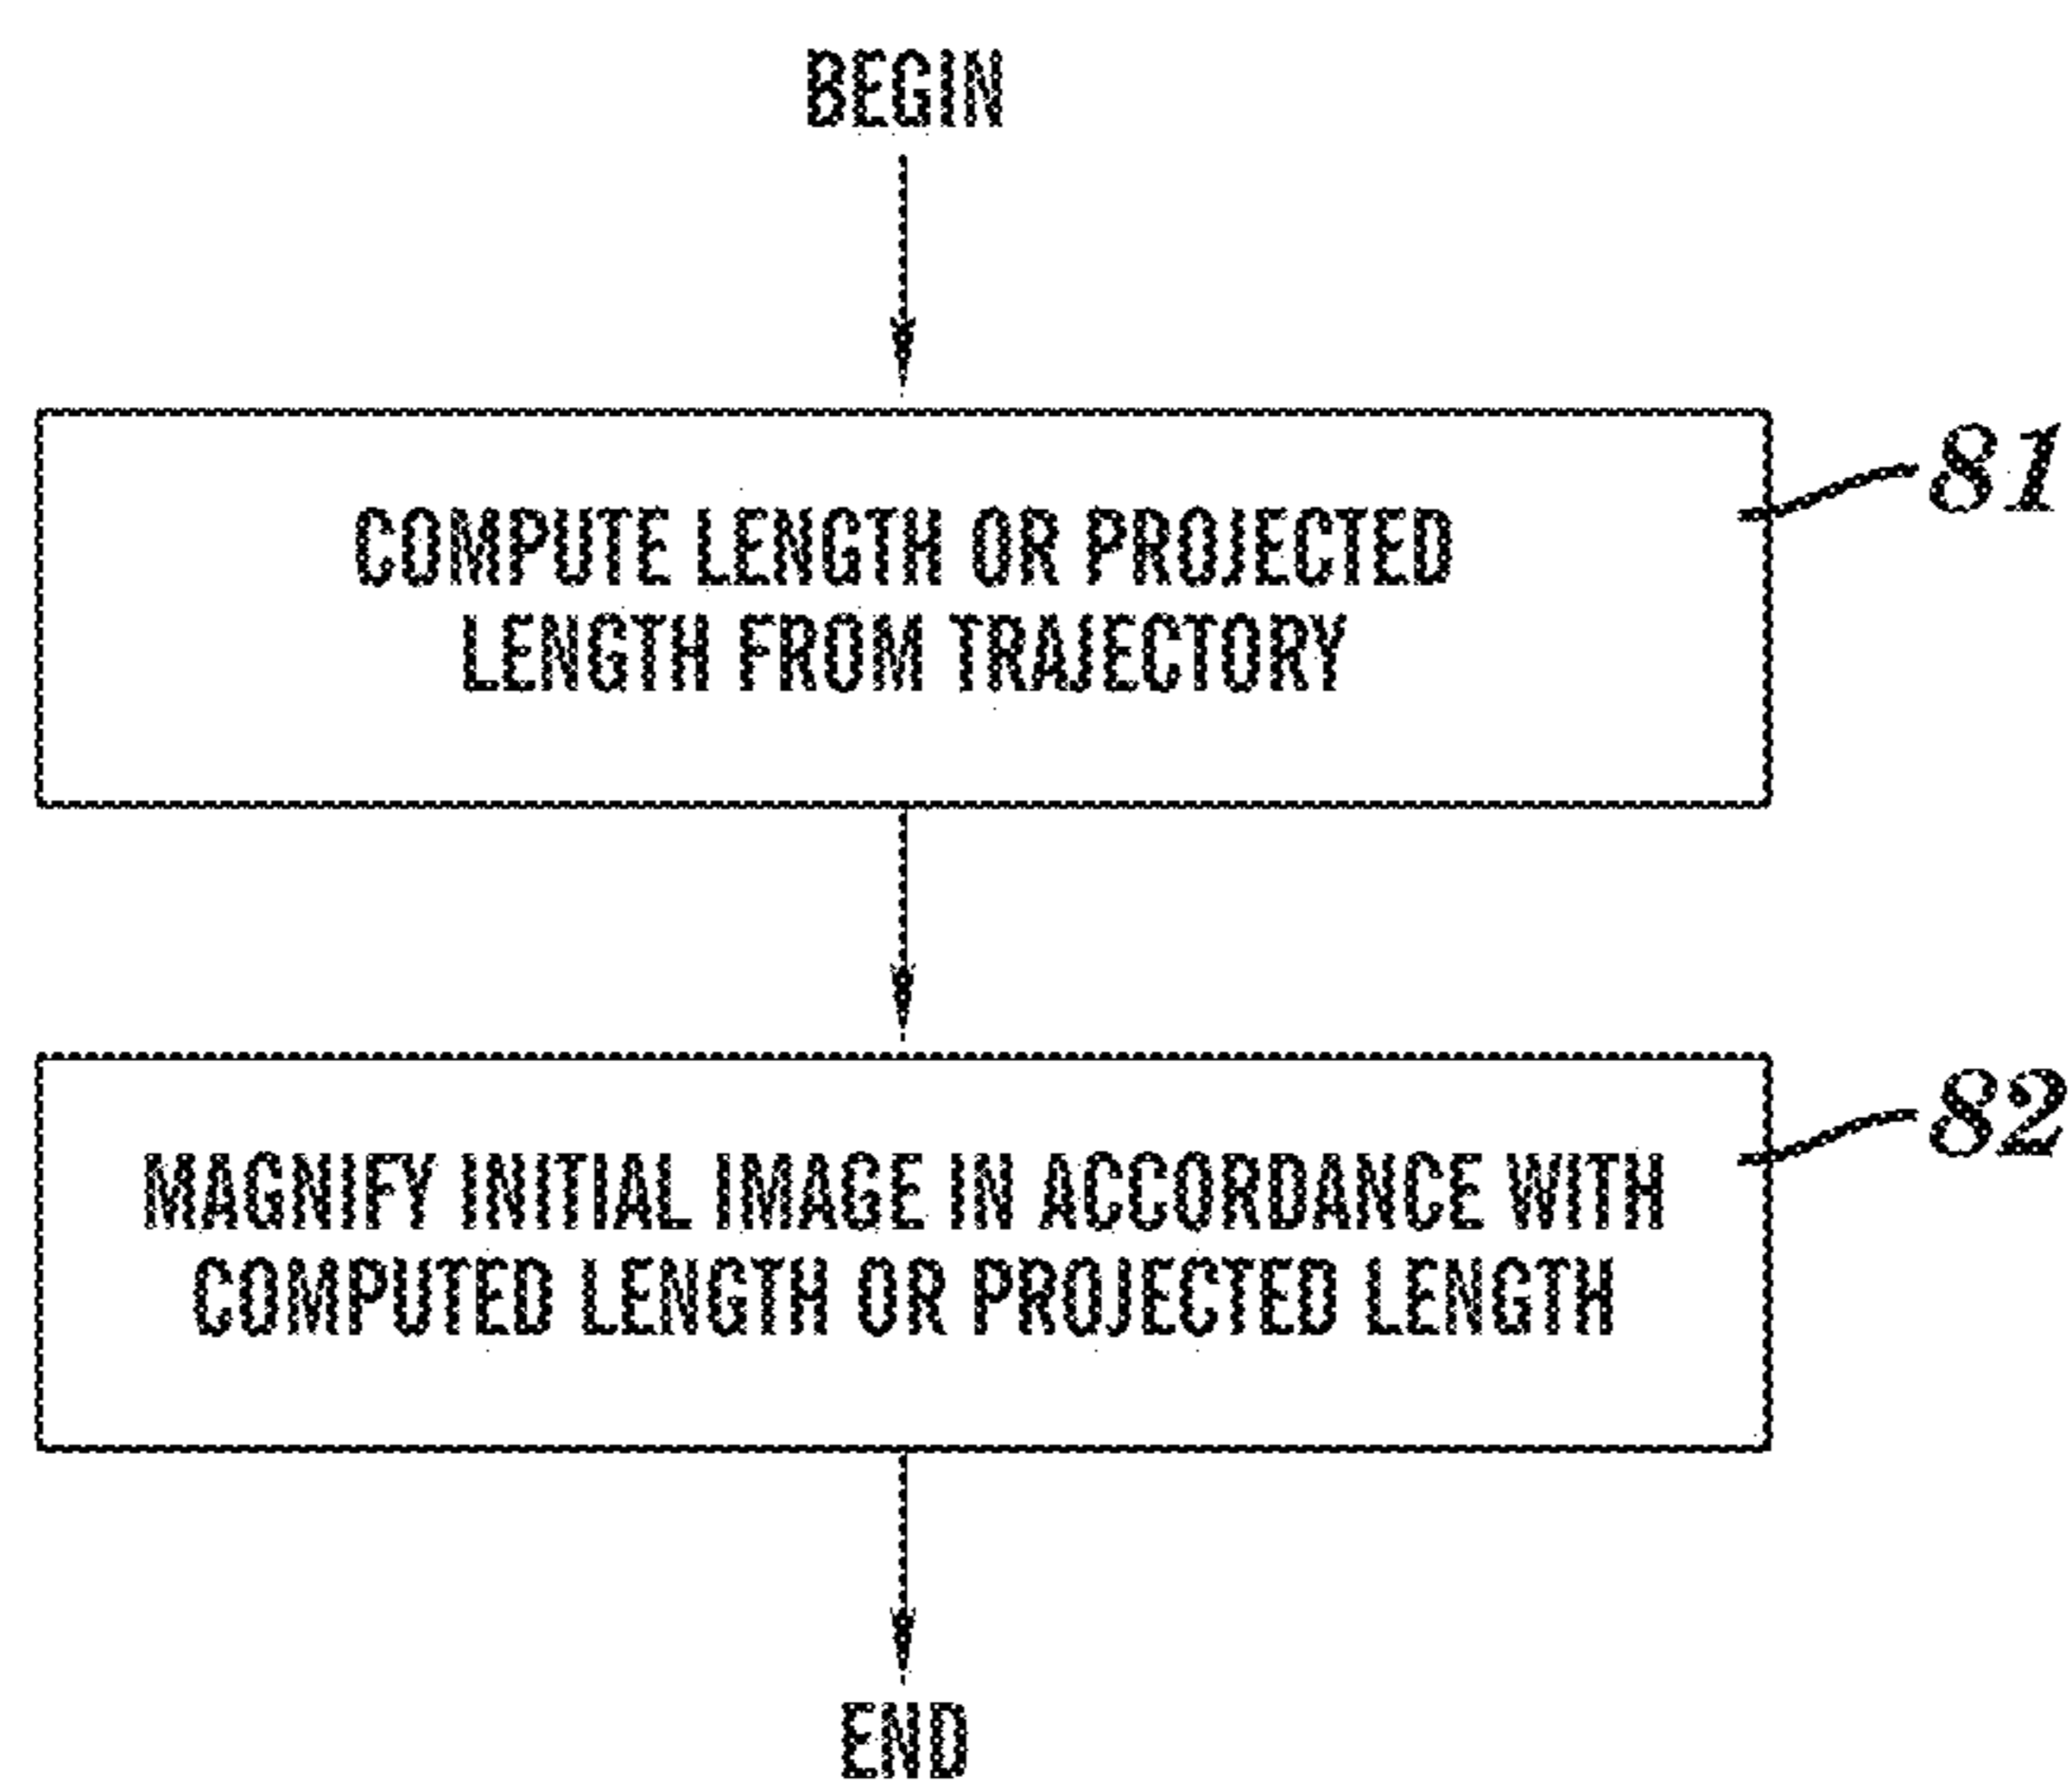 BEGIN
COMPUTE LENGTH OR PROJECTED
LENGTH FROM TRAJECTORY
81
MAGNIFY INITIAL IMAGE IN ACCORDANCE WITH
COMPUTED LENGTH OR PROJECTED LENGTH
82
END